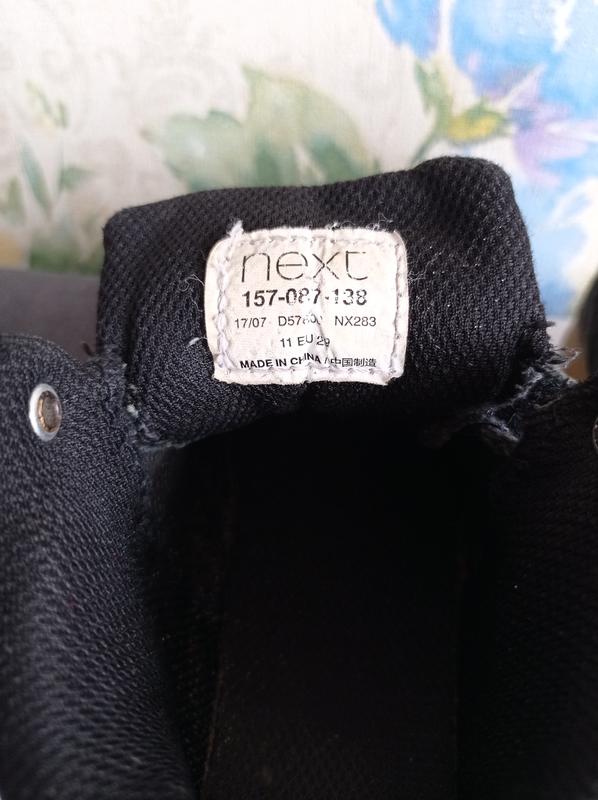 next
157-087-138
17/07 NX283
11 EU 29
MADE IN CHINA /中国制造